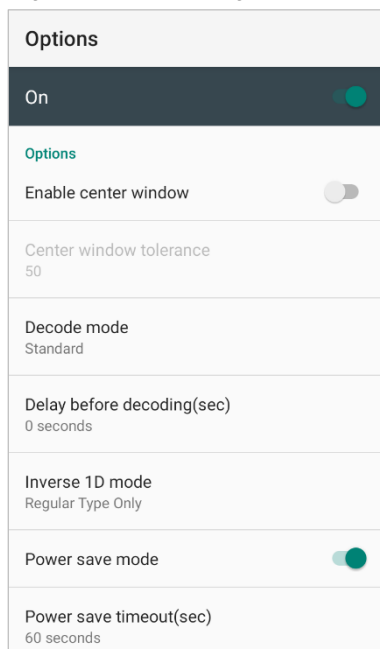 Options
On
Options
Enable center window
Center window tolerance
50
Decode mode
Standard
Delay before decoding(sec)
0 seconds
Inverse 1D mode
Regular Type Only
Power save mode
Power save timeout(sec)
60 seconds